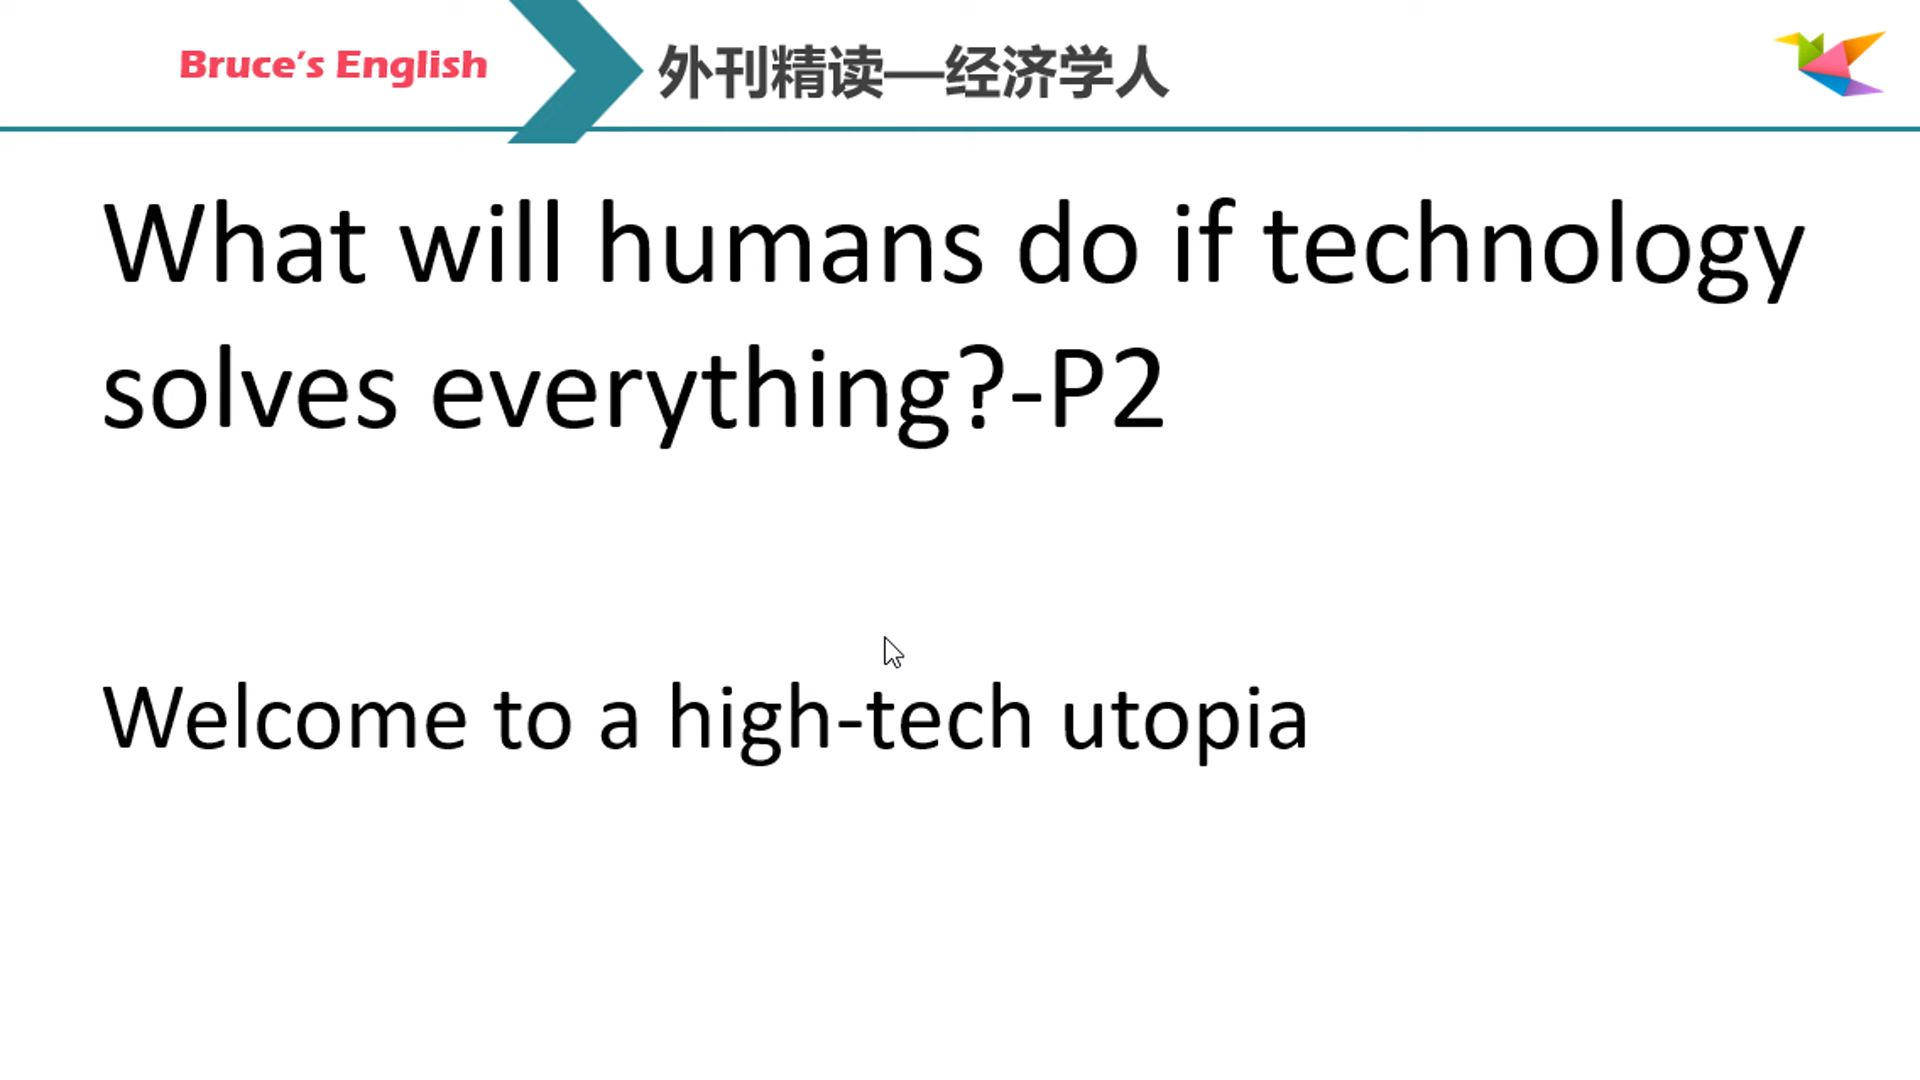 Bruce's English
外刊精读—经济学人
What will humans do if technology
solves everything?-P2
Welcome to a high-tech utopia